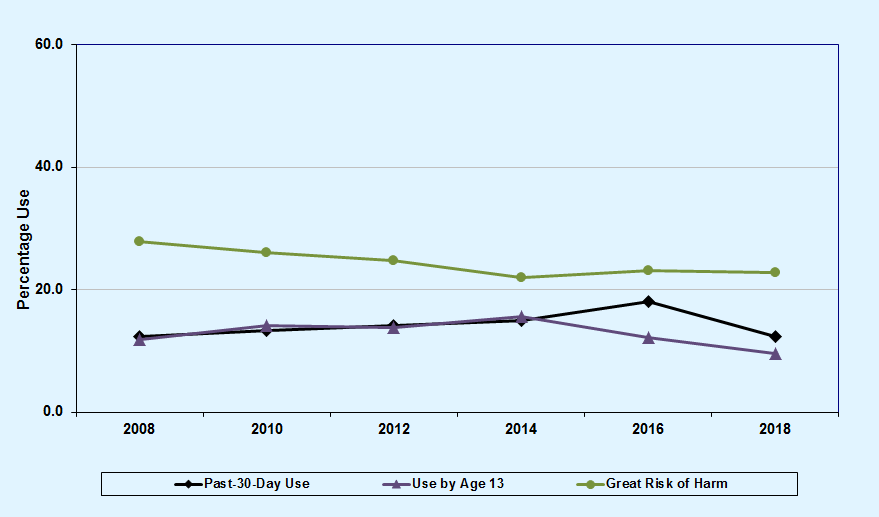 60.0
40.0
20.0
0.0
Percentage Use
2008 2010 2012 2014 2016 2018
Past-30-Day Use Use by Age 13 Great Risk of Harm